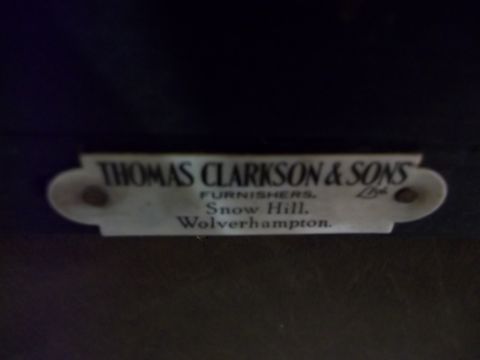 THOMAS CLARKSON & SONS Ltd.
FURNISHERS.
Snow Hill.
Wolverhampton.